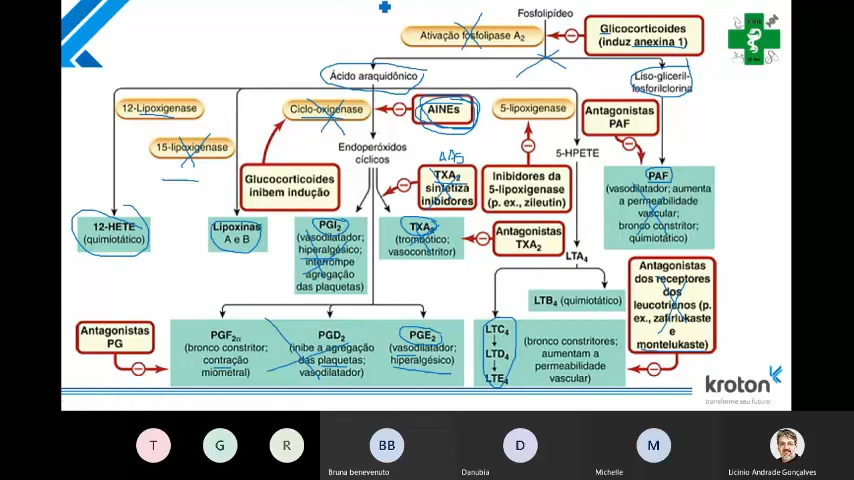 Fosfolipídeo
Ativação fosfolipase A2
Glicocorticoides
(induz anexina 1)
Ácido araquidônico
Liso-gliceril-
fosforilclorina
12-Lipoxigenase
Ciclo-oxigenase
AINEs
5-lipoxigenase
Antagonistas
PAF
15-lipoxigenase
Endoperóxidos
cíclicos
5-HPETE
Glucocorticoides
inibem indução
TXA2
sintetiza
inibidores
Inibidores da
5-lipoxigenase
(p. ex., zileutin)
PAF
(vasodilatador; aumenta
a permeabilidade
vascular;
bronco constritor;
quimiotático)
12-HETE
(quimiotático)
Lipoxinas
A e B
PGI2
(vasodilatador;
hiperalgésico;
interrompe
agregação
das plaquetas)
TXA2
(trombótico;
vasoconstritor)
Antagonistas
TXA2
LTA4
Antagonistas
dos receptores
dos
leucotriénos (p.
ex., zafirlukaste
e
montelukaste)
LTB4 (quimiotático)
Antagonistas
PG
PGF2α
(bronco constritor;
contração
miometral)
PGD2
(inibe a agregação
das plaquetas;
vasodilatador)
PGE2
(vasodilatador;
hiperalgésico)
LTC4
LTD4
LTE4
(bronco constritores;
aumentam a
permeabilidade
vascular)
kroton
transforme seu futuro
T
G
R
BB
D
M
Bruna benevenuto
Danubia
Michelle
Licinio Andrade Gonçalves